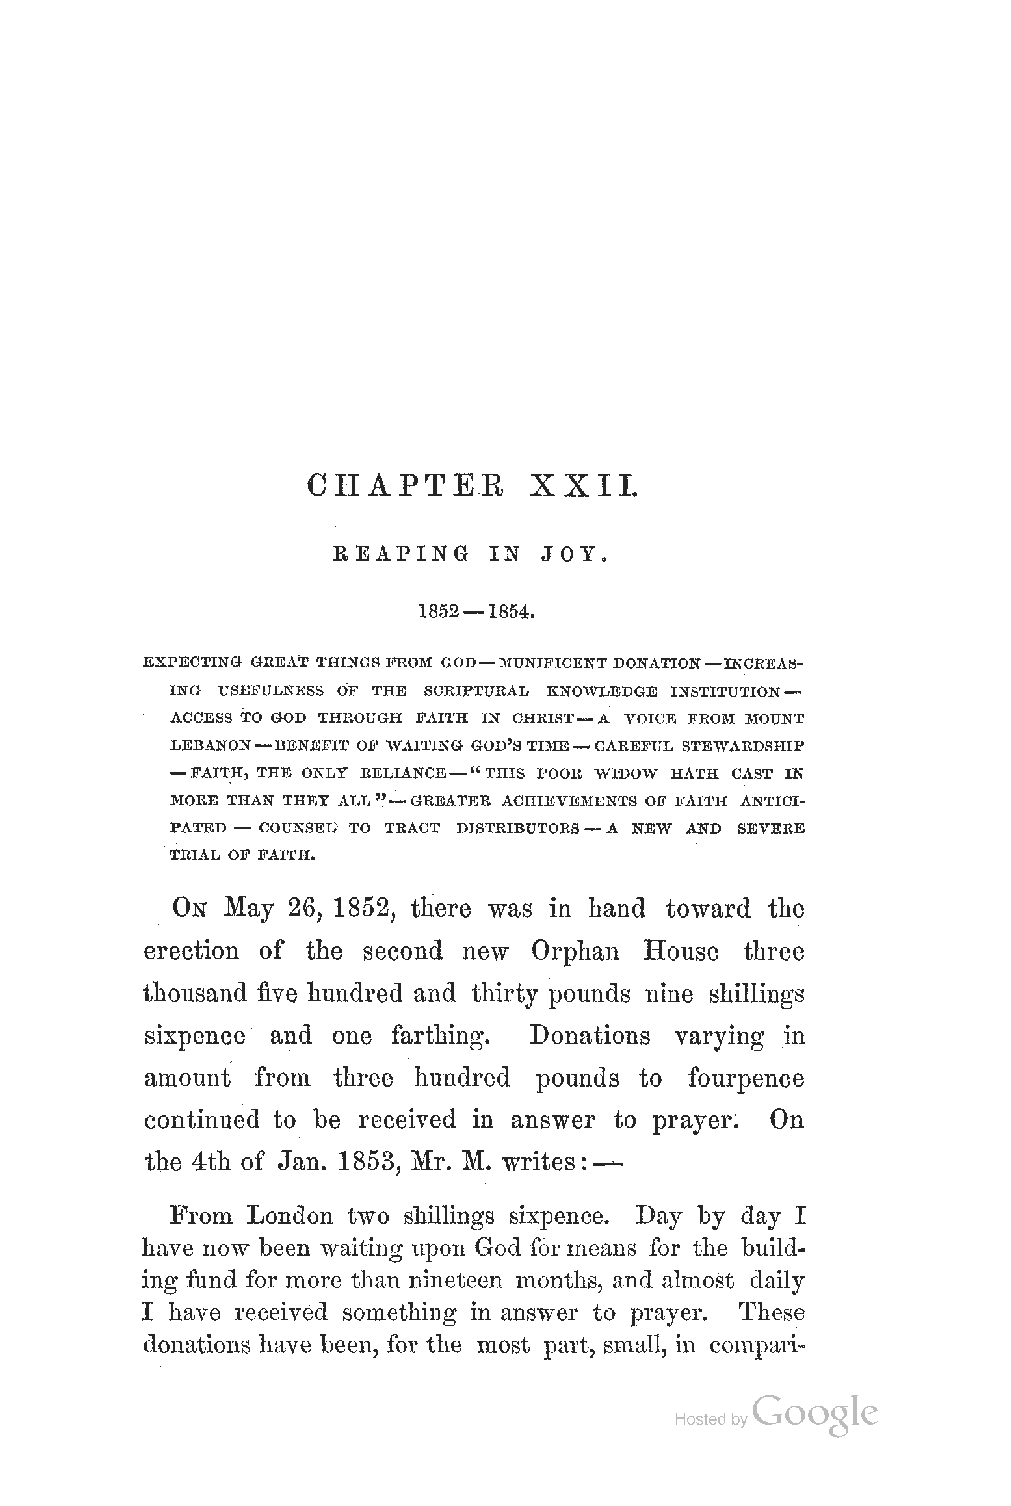 CHAPTER XXII.
REAPING IN JOY.
1852—1854.
EXPECTING GREAT THINGS FROM GOD—MUNIFICENT DONATION—INCREAS-
ING USEFULNESS OF THE SCRIPTURAL KNOWLEDGE INSTITUTION—
ACCESS TO GOD THROUGH FAITH IN CHRIST—A VOICE FROM MOUNT
LEBANON—BENEFIT OF WAITING GOD'S TIME—CAREFUL STEWARDSHIP
—FAITH, THE ONLY RELIANCE—"THIS POOR WIDOW HATH CAST IN
MORE THAN THEY ALL"—GREATER ACHIEVEMENTS OF FAITH ANTICI-
PATED — COUNSEL TO TRACT DISTRIBUTORS — A NEW AND SEVERE
TRIAL OF FAITH.
ON May 26, 1852, there was in hand toward the
erection of the second new Orphan House three
thousand five hundred and thirty pounds nine shillings
sixpence and one farthing. Donations varying in
amount from three hundred pounds to fourpence
continued to be received in answer to prayer. On
the 4th of Jan. 1853, Mr. M. writes:—
From London two shillings sixpence. Day by day I
have now been waiting upon God for means for the build-
ing fund for more than nineteen months, and almost daily
I have received something in answer to prayer. These
donations have been, for the most part, small, in compari-
Hosted by Google